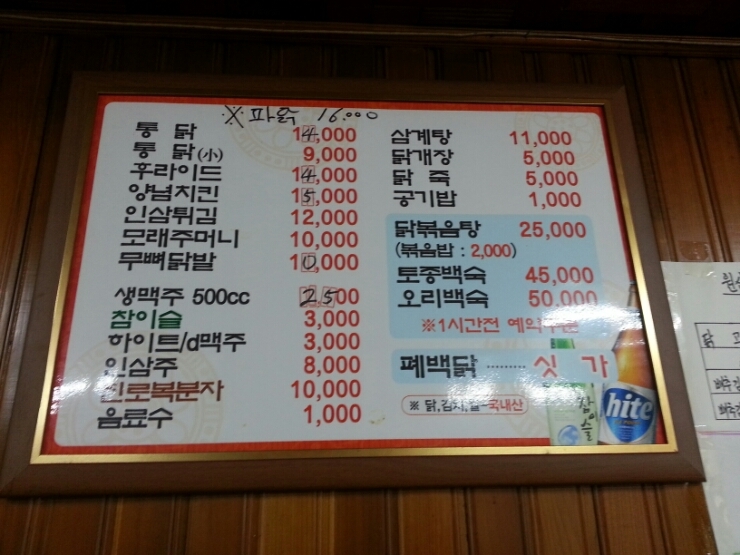 ※파닭 16.000
통 닭 14,000
통 닭(小) 9,000
후라이드 14,000
양념치킨 15,000
인삼튀김 12,000
모래주머니 10,000
무뼈닭발 10,000
생맥주 500cc 2500
참이슬 3,000
하이트/d맥주 3,000
인삼주 8,000
진로복분자 10,000
음료수 1,000
삼계탕 11,000
닭개장 5,000
닭 죽 5,000
공기밥 1,000
닭볶음탕 25,000
(볶음밥 : 2,000)
토종백숙 45,000
오리백숙 50,000
※1시간전 예약주문
폐백닭 ········ 싯 가
※ 닭,김치,쌀-국내산
참이슬
hite
닭